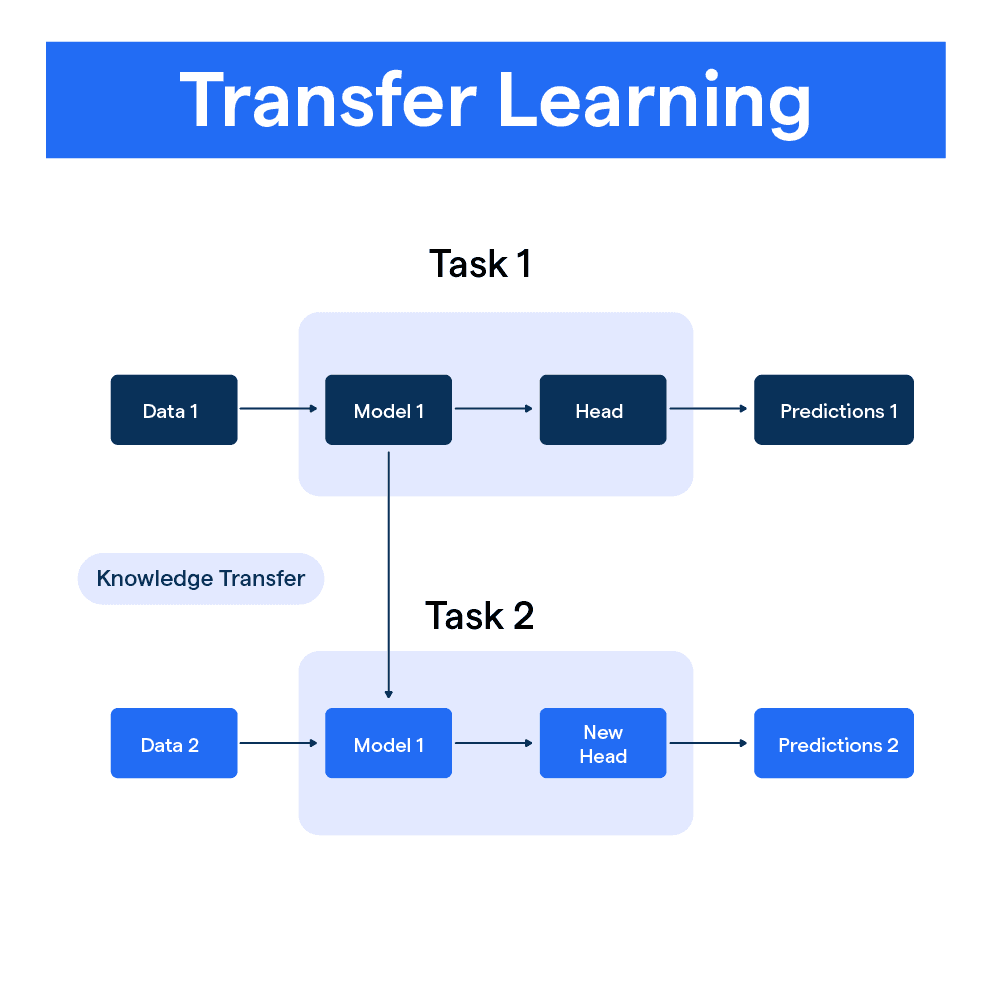 Transfer Learning
Task 1
Data 1
Model 1
Head
Predictions 1
Knowledge Transfer
Task 2
Data 2
Model 1
New
Head
Predictions 2